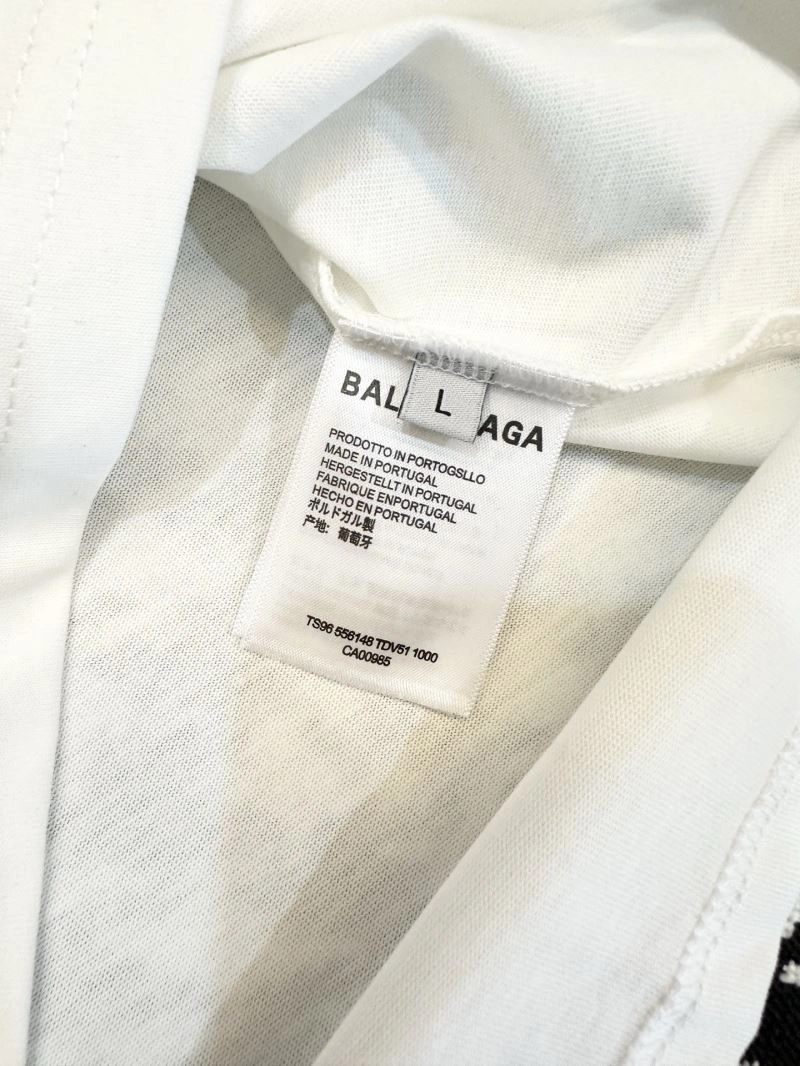 BAL AGA
L
PRODOTTO IN PORTOGSLLO
MADE IN PORTUGAL
HERGESTELLT IN PORTUGAL
FABRIQUE ENPORTUGAL
HECHO EN PORTUGAL
ポルドガル製
产地: 葡萄牙
TS96 556148 TDV51 1000
CA00985